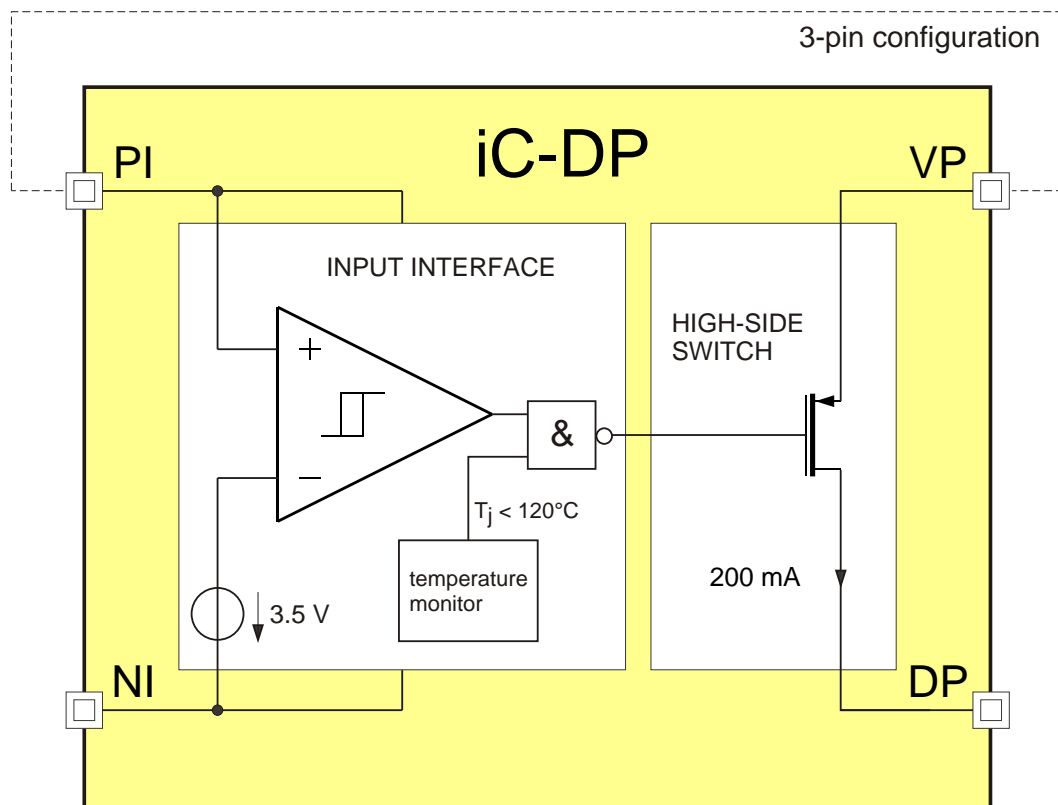 3-pin configuration
iC-DP
PI
VP
INPUT INTERFACE
HIGH-SIDE
SWITCH
+
−
&
Tj < 120°C
temperature
monitor
3.5 V
200 mA
NI
DP